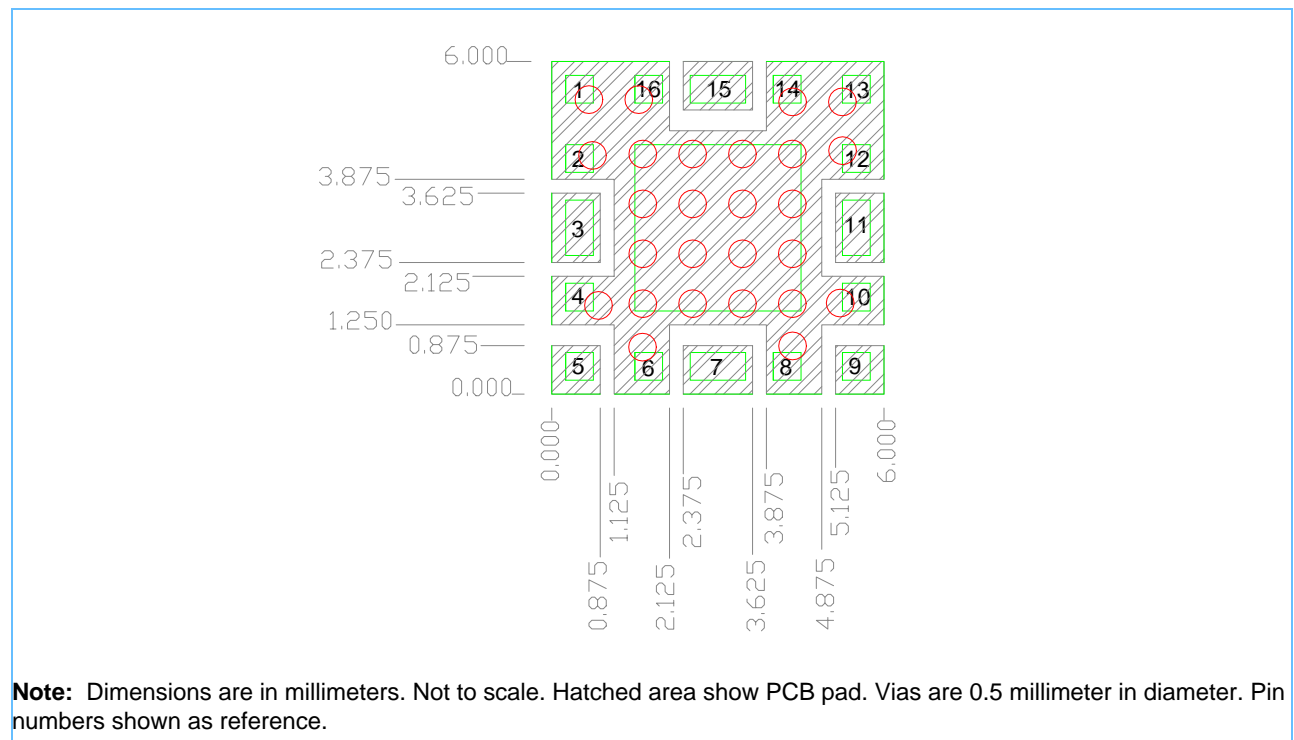 6.000
1 16 15 14 13
2 12
3.875
3.625
3 11
2.375
2.125
4 10
1.250
0.875
5 6 7 8 9
0.000
0.000 0.875 1.125 2.125 2.375 3.625 3.875 4.875 5.125 6.000
Note: Dimensions are in millimeters. Not to scale. Hatched area show PCB pad. Vias are 0.5 millimeter in diameter. Pin
numbers shown as reference.